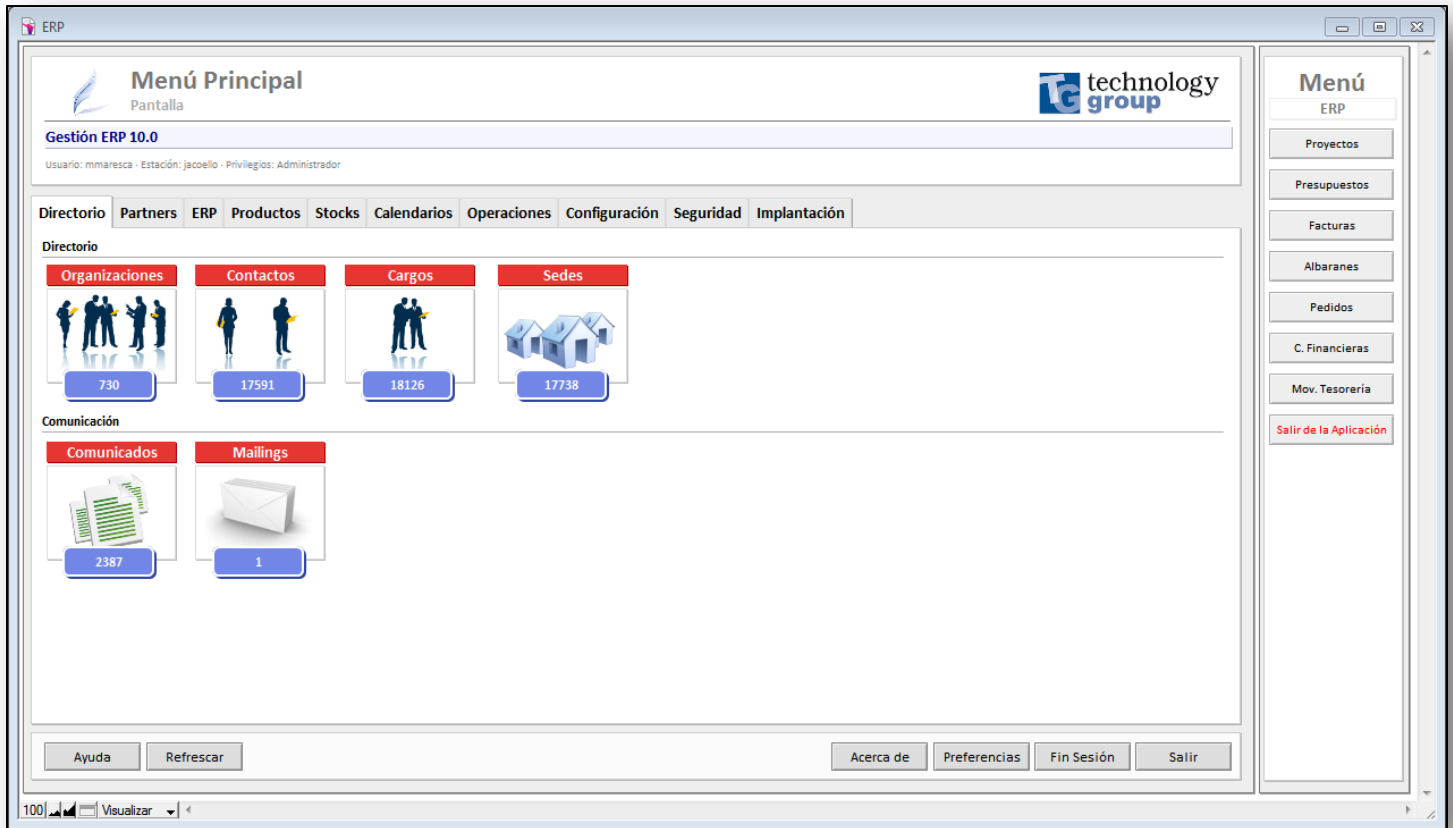 ERP
Menú Principal
Pantalla
TG technology group
Gestión ERP 10.0
Usuario: mmaresca · Estación: jacoello · Privilegios: Administrador
Directorio Partners ERP Productos Stocks Calendarios Operaciones Configuración Seguridad Implantación
Directorio
Organizaciones Contactos Cargos Sedes
730 17591 18126 17738
Comunicación
Comunicados Mailings
2387 1
Ayuda Refrescar Acerca de Preferencias Fin Sesión Salir
Menú
ERP
Proyectos
Presupuestos
Facturas
Albaranes
Pedidos
C. Financieras
Mov. Tesorería
Salir de la Aplicación
100 Visualizar